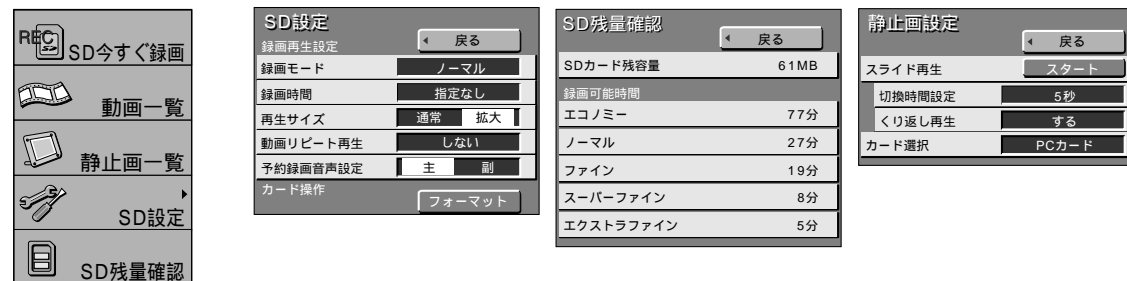 REC SD今すぐ録画
動画一覧
静止画一覧
SD設定
SD残量確認
SD設定
録画再生設定 戻る
録画モード ノーマル
録画時間 指定なし
再生サイズ 通常 拡大
動画リピート再生 しない
予約録画音声設定 主 副
カード操作
フォーマット
SD残量確認
戻る
SDカード残容量 61MB
録画可能時間
エコノミー 77分
ノーマル 27分
ファイン 19分
スーパーファイン 8分
エクストラファイン 5分
静止画設定
戻る
スライド再生 スタート
切換時間設定 5秒
くり返し再生 する
カード選択 PCカード